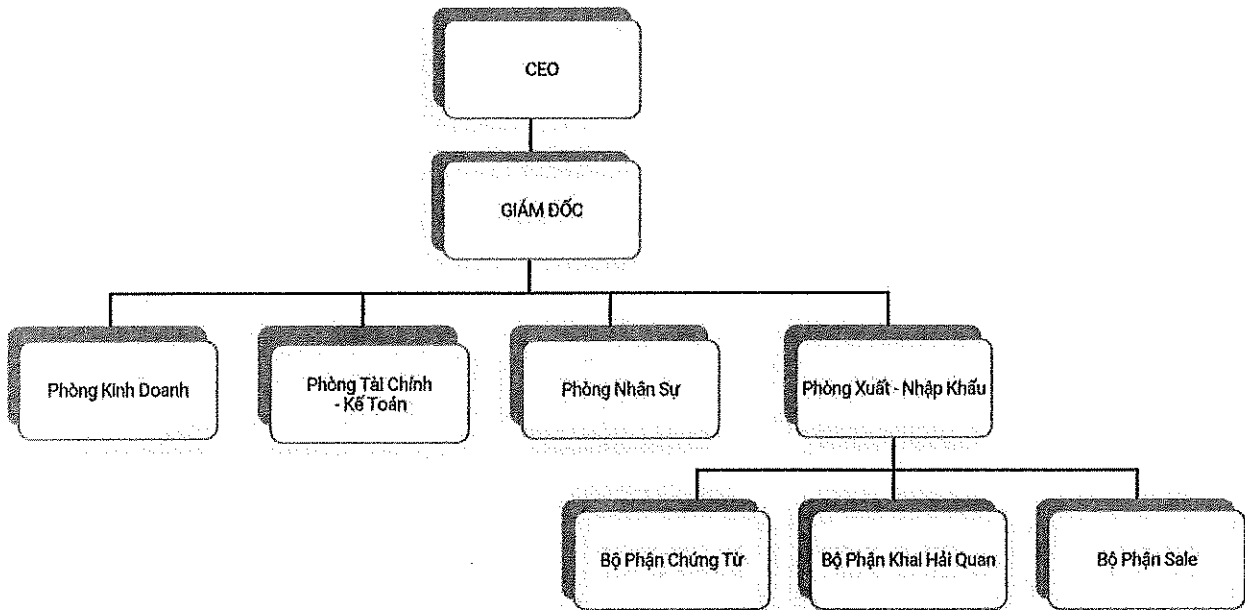 CEO
GIÁM ĐỐC
Phòng Kinh Doanh
Phòng Tài Chính
- Kế Toán
Phòng Nhân Sự
Phòng Xuất - Nhập Khẩu
Bộ Phận Chứng Từ
Bộ Phận Khai Hải Quan
Bộ Phận Sale